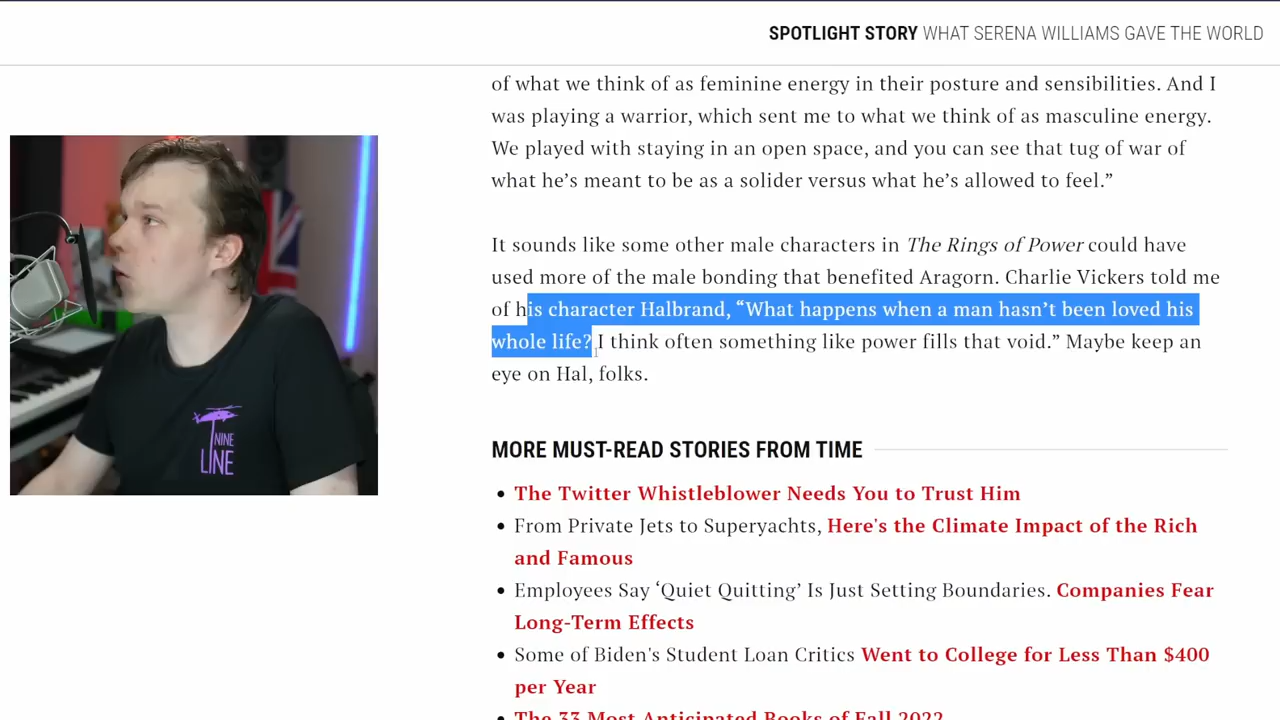 SPOTLIGHT STORY WHAT SERENA WILLIAMS GAVE THE WORLD
of what we think of as feminine energy in their posture and sensibilities. And I
was playing a warrior, which sent me to what we think of as masculine energy.
We played with staying in an open space, and you can see that tug of war of
what he’s meant to be as a solider versus what he’s allowed to feel.”
It sounds like some other male characters in The Rings of Power could have
used more of the male bonding that benefited Aragorn. Charlie Vickers told me
of his character Halbrand, “What happens when a man hasn’t been loved his
whole life? I think often something like power fills that void.” Maybe keep an
eye on Hal, folks.
NINE
LINE
MORE MUST-READ STORIES FROM TIME
The Twitter Whistleblower Needs You to Trust Him
From Private Jets to Superyachts, Here's the Climate Impact of the Rich
and Famous
Employees Say ‘Quiet Quitting’ Is Just Setting Boundaries. Companies Fear
Long-Term Effects
Some of Biden's Student Loan Critics Went to College for Less Than $400
per Year
The 33 Most Anticipated Books of Fall 2022